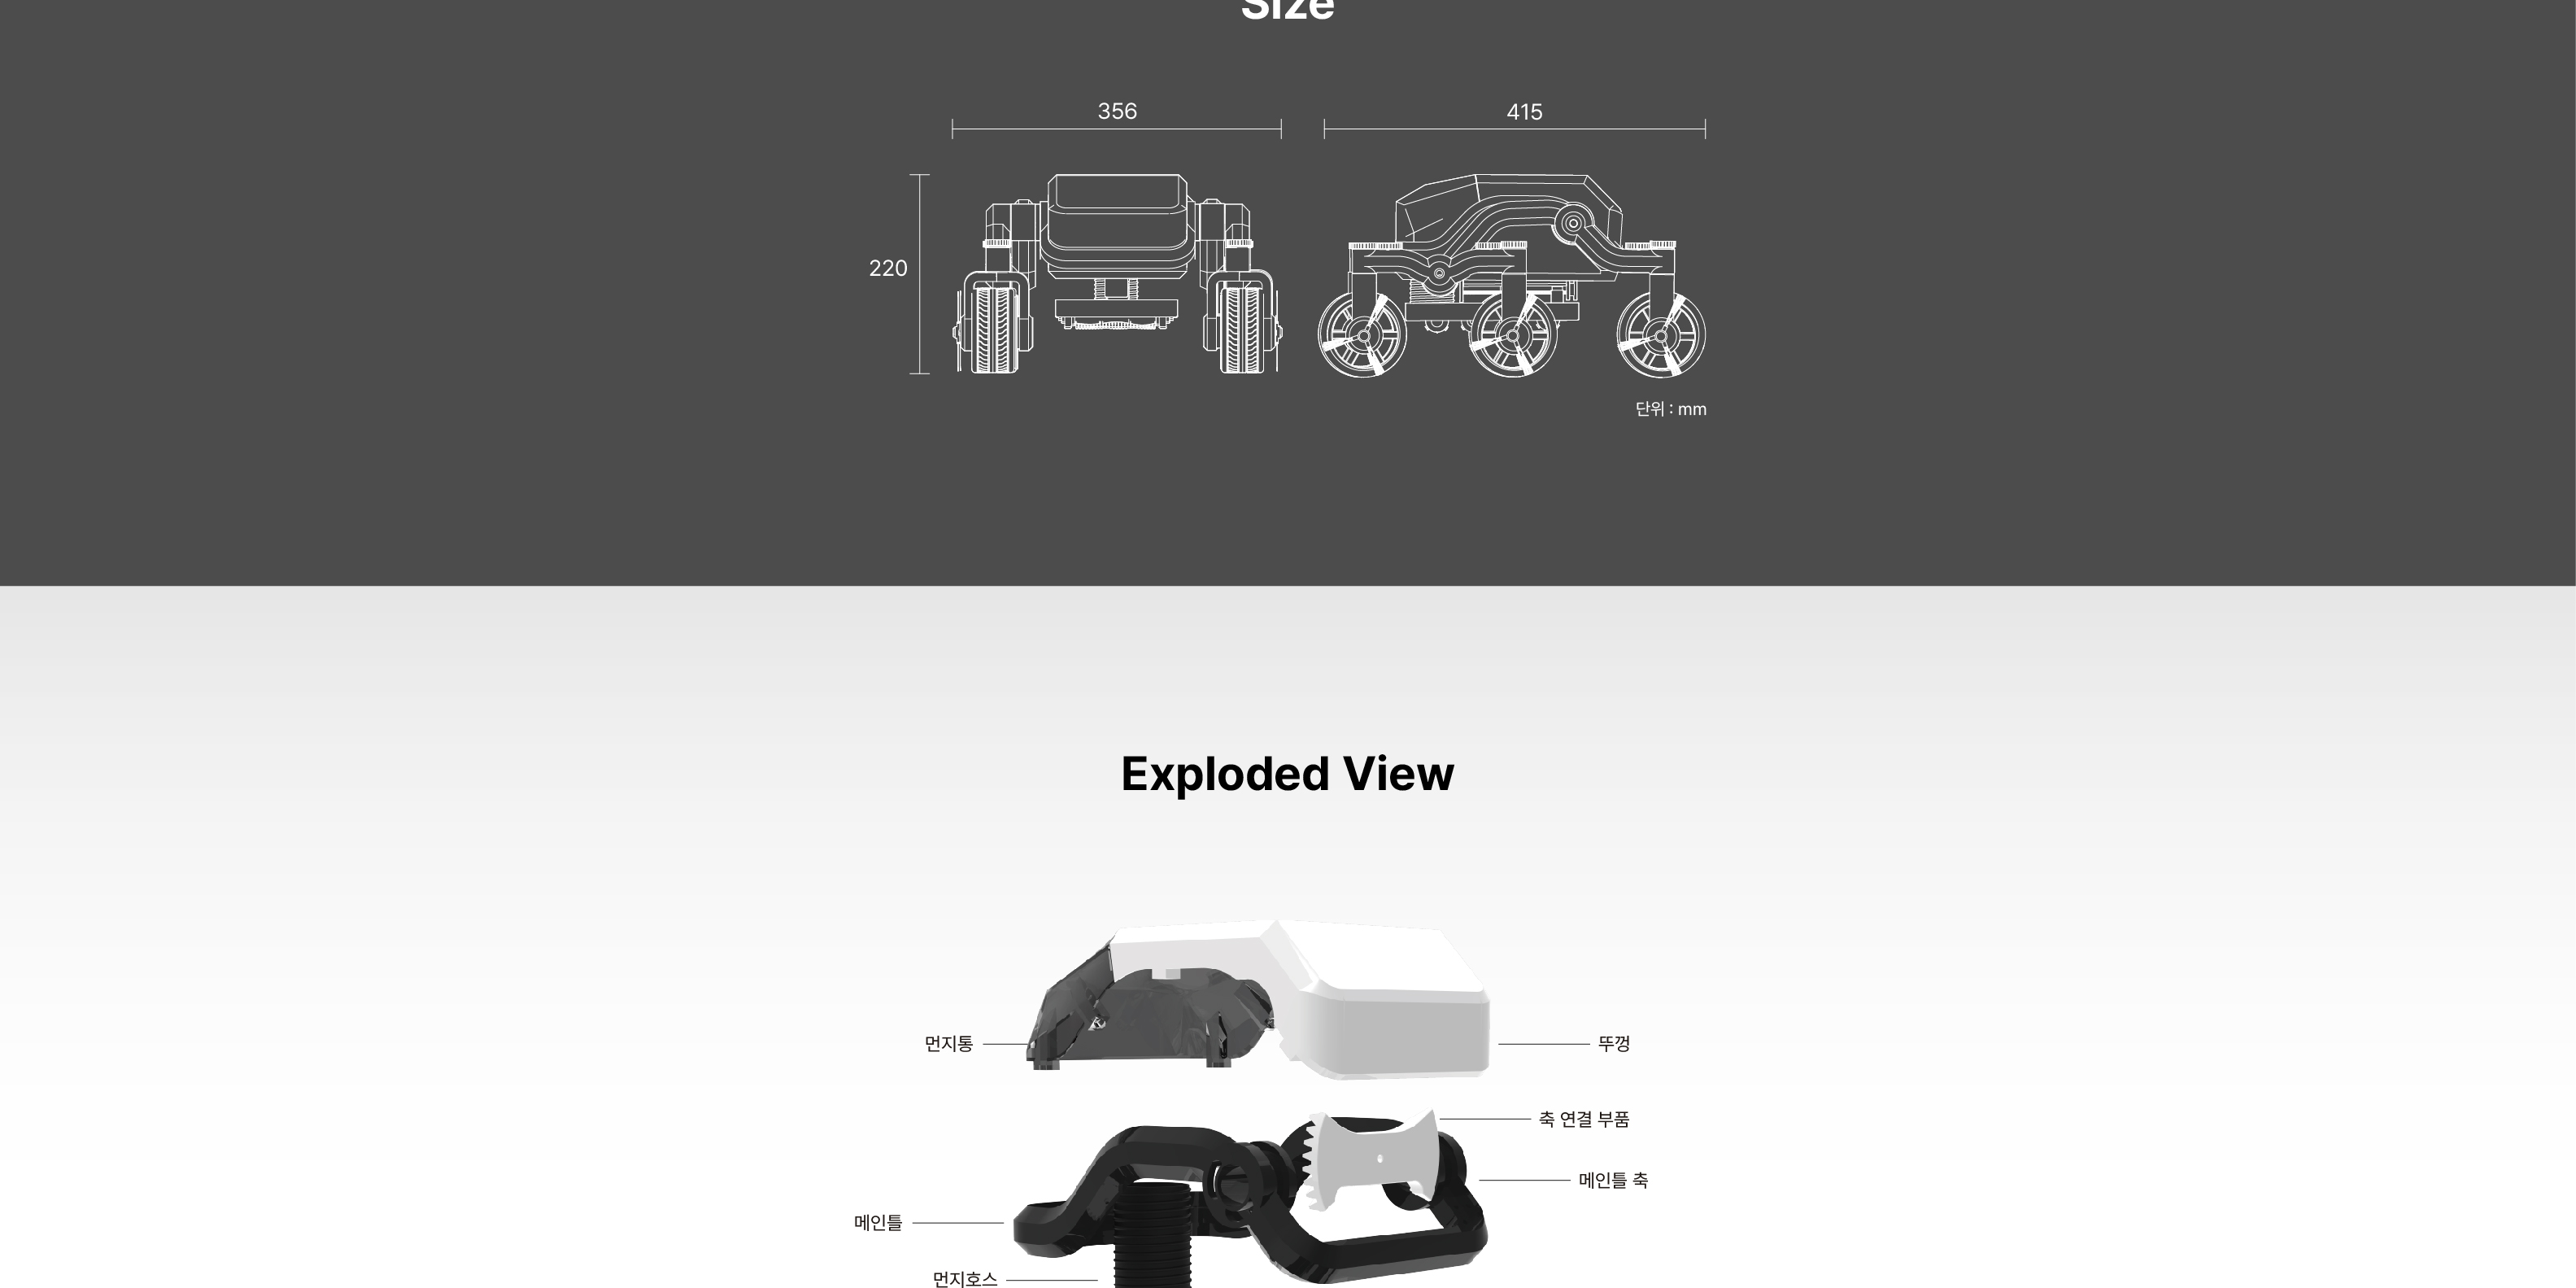 Size
356
415
220
단위 : mm
Exploded View
먼지통
뚜껑
축 연결 부품
메인틀 축
메인틀
먼지호스